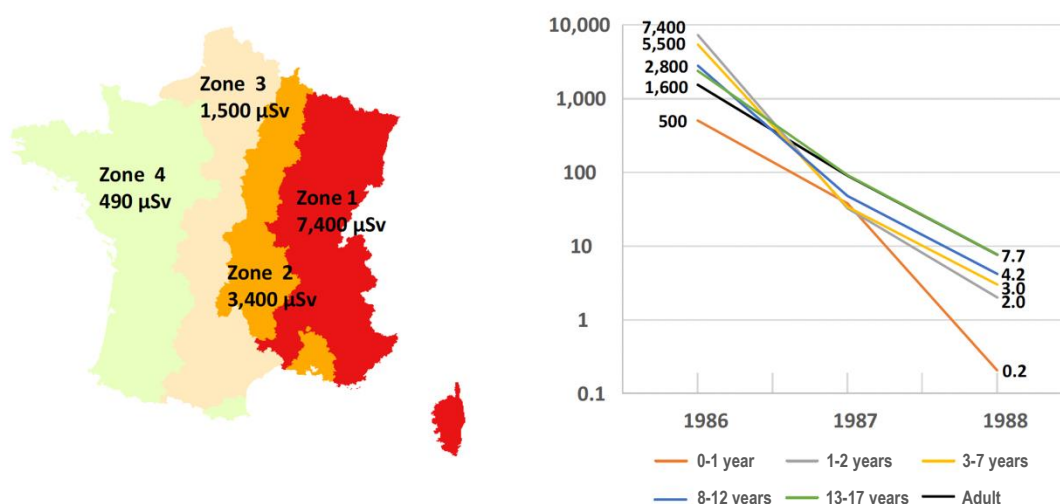 Zone 3
1,500 µSv
Zone 4
490 µSv
Zone 1
7,400 µSv
Zone 2
3,400 µSv
10,000
1,000
100
10
1
0.1
7,400
5,500
2,800
1,600
500
7.7
4.2
3.0
2.0
0.2
1986
1987
1988
0-1 year
1-2 years
3-7 years
8-12 years
13-17 years
Adult